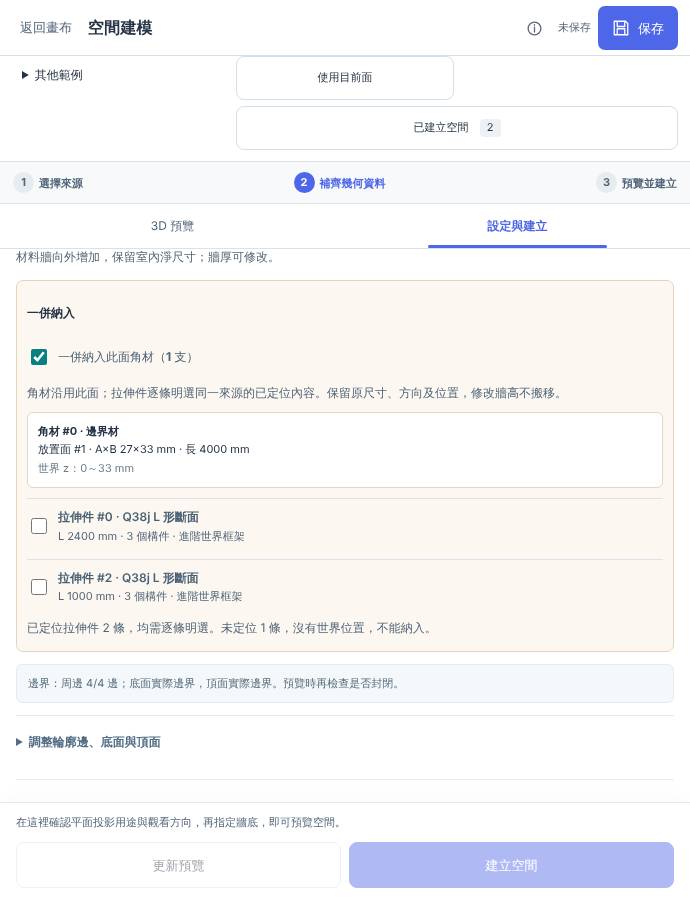 返回畫布
空間建模
未保存
保存
其他範例
使用目前面
已建立空間 2
1 選擇來源
2 補齊幾何資料
3 預覽並建立
3D 預覽
設定與建立
材料牆向外增加，保留室內淨尺寸；牆厚可修改。
一併納入
一併納入此面角材（1 支）
角材沿用此面；拉伸件逐條明選同一來源的已定位內容。保留原尺寸、方向及位置，修改牆高不搬移。
角材 #0 · 邊界材
放置面 #1 · A×B 27×33 mm · 長 4000 mm
世界 z：0～33 mm
拉伸件 #0 · Q38j L 形斷面
L 2400 mm · 3 個構件 · 進階世界框架
拉伸件 #2 · Q38j L 形斷面
L 1000 mm · 3 個構件 · 進階世界框架
已定位拉伸件 2 條，均需逐條明選。未定位 1 條，沒有世界位置，不能納入。
邊界：周邊 4/4 邊；底面實際邊界，頂面實際邊界。預覽時再檢查是否封閉。
調整輪廓邊、底面與頂面
在這裡確認平面投影用途與觀看方向，再指定牆底，即可預覽空間。
更新預覽
建立空間